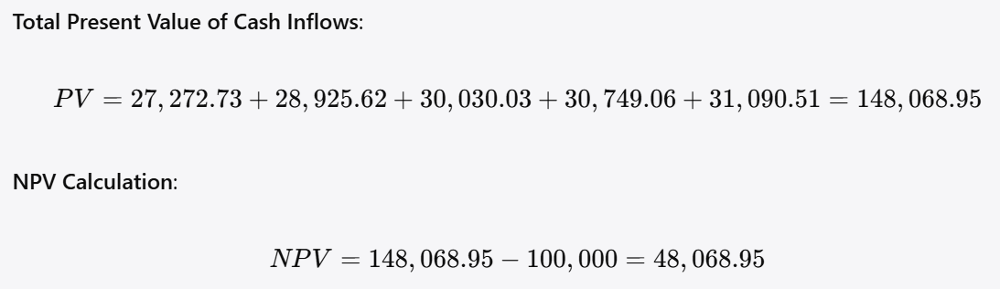 Total Present Value of Cash Inflows:
PV = 27,272.73 + 28,925.62 + 30,030.03 + 30,749.06 + 31,090.51 = 148,068.95
NPV Calculation:
NPV = 148,068.95 − 100,000 = 48,068.95